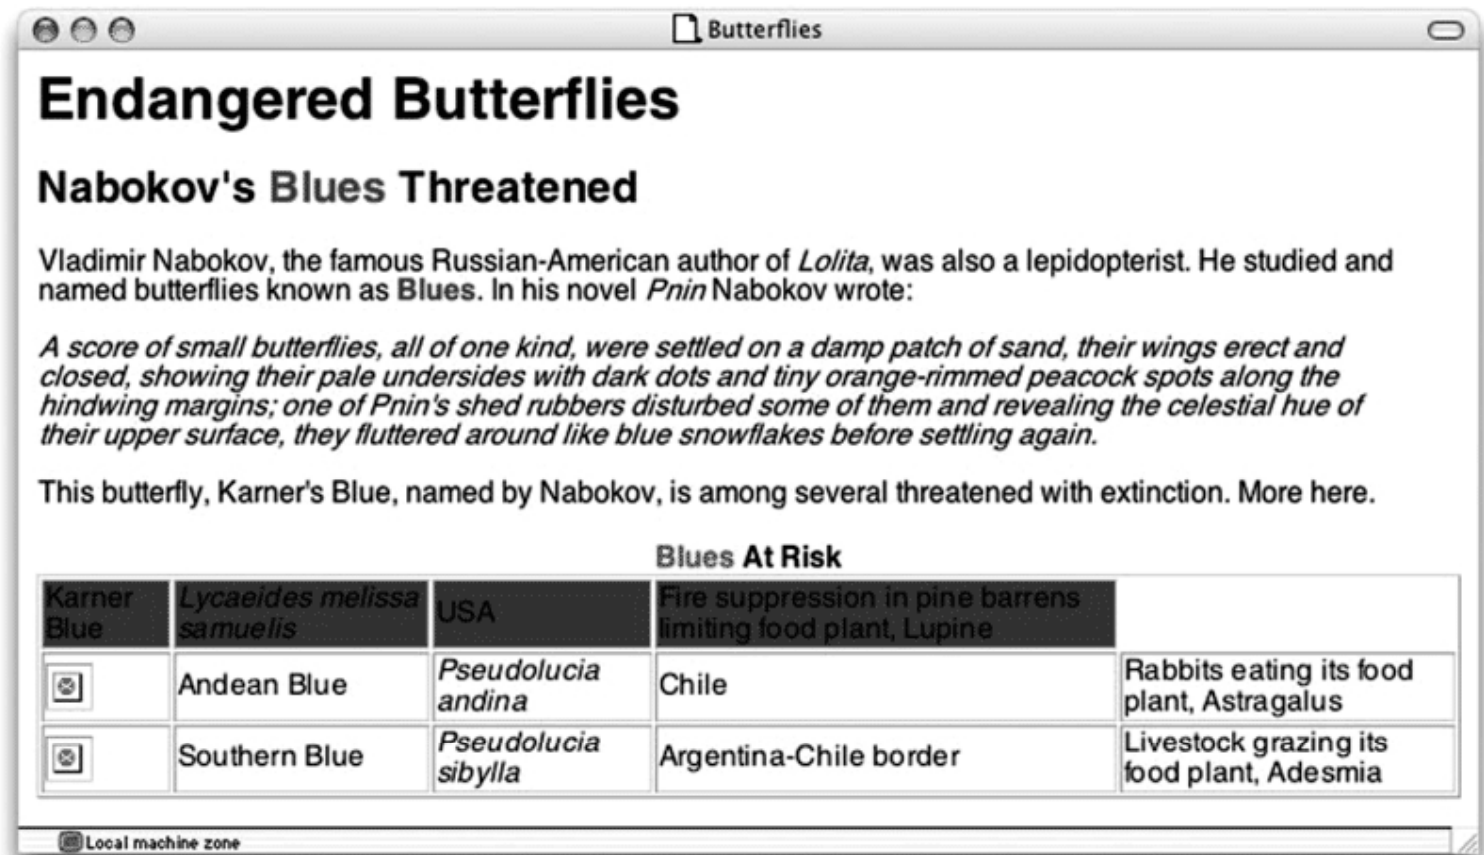 Butterflies
Endangered Butterflies
Nabokov's Blues Threatened
Vladimir Nabokov, the famous Russian-American author of Lolita, was also a lepidopterist. He studied and
named butterflies known as Blues. In his novel Pnin Nabokov wrote:
A score of small butterflies, all of one kind, were settled on a damp patch of sand, their wings erect and
closed, showing their pale undersides with dark dots and tiny orange-rimmed peacock spots along the
hindwing margins; one of Pnin's shed rubbers disturbed some of them and revealing the celestial hue of
their upper surface, they fluttered around like blue snowflakes before settling again.
This butterfly, Karner's Blue, named by Nabokov, is among several threatened with extinction. More here.
Blues At Risk
Karner
Blue
Lycaeides melissa
samuelis
USA
Fire suppression in pine barrens
limiting food plant, Lupine
Andean Blue
Pseudolucia
andina
Chile
Rabbits eating its food
plant, Astragalus
Southern Blue
Pseudolucia
sibylla
Argentina-Chile border
Livestock grazing its
food plant, Adesmia
Local machine zone